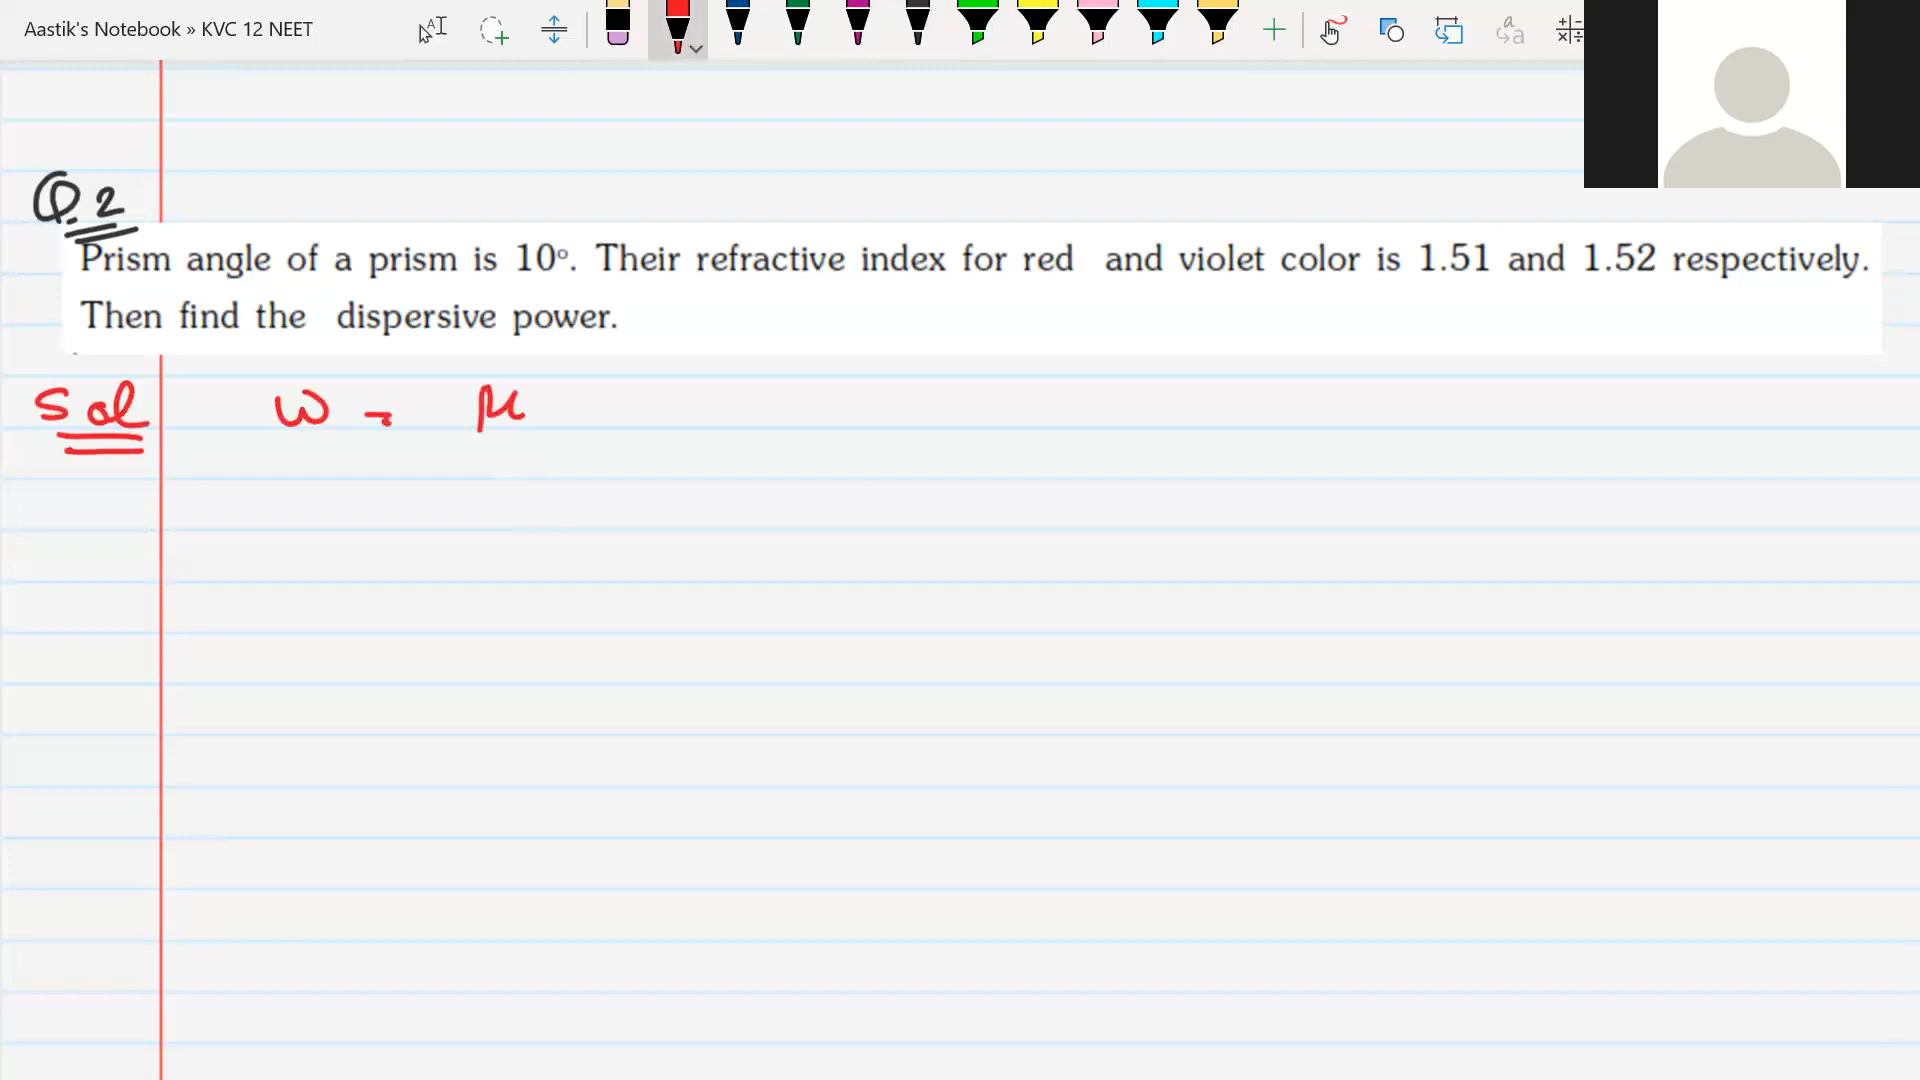 Aastik's Notebook » KVC 12 NEET
Q.2
Prism angle of a prism is 10°. Their refractive index for red and violet color is 1.51 and 1.52 respectively.
Then find the dispersive power.
Sol ω = μ